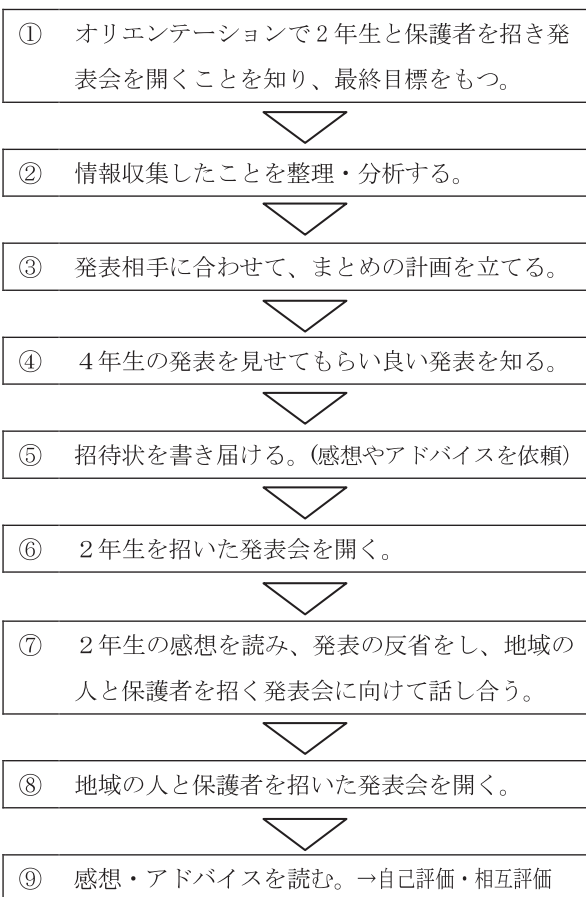 ① オリエンテーションで2年生と保護者を招き発
表会を開くことを知り、最終目標をもつ。
② 情報収集したことを整理・分析する。
③ 発表相手に合わせて、まとめの計画を立てる。
④ 4年生の発表を見せてもらい良い発表を知る。
⑤ 招待状を書き届ける。(感想やアドバイスを依頼)
⑥ 2年生を招いた発表会を開く。
⑦ 2年生の感想を読み、発表の反省をし、地域の
人と保護者を招く発表会に向けて話し合う。
⑧ 地域の人と保護者を招いた発表会を開く。
⑨ 感想・アドバイスを読む。→自己評価・相互評価